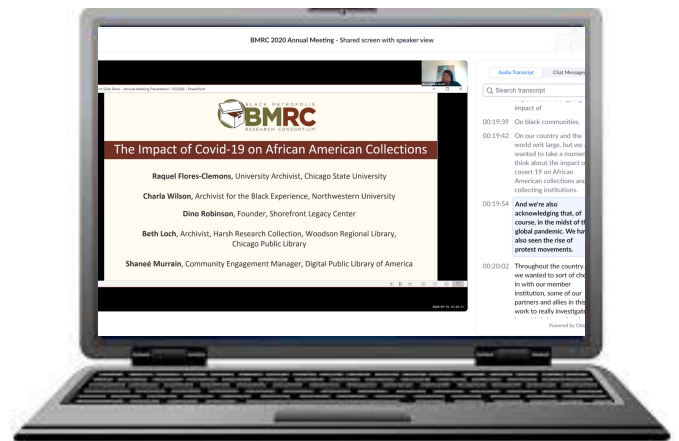 BMRC 2020 Annual Meeting - Shared screen with speaker view
BLACK METROPOLIS
BMRC
RESEARCH CONSORTIUM
The Impact of Covid-19 on African American Collections
Raquel Flores-Clemons, University Archivist, Chicago State University
Charla Wilson, Archivist for the Black Experience, Northwestern University
Dino Robinson, Founder, Shorefront Legacy Center
Beth Loch, Archivist, Harsh Research Collection, Woodson Regional Library,
Chicago Public Library
Shaneé Murrain, Community Engagement Manager, Digital Public Library of America
Audio Transcript Chat Messages
Search transcript
impact of
00:19:39 On black communities.
00:19:42 On our country and the
world writ large, but we
wanted to take a momen
think about the impact o
covert 19 on African
American collections and
collecting institutions.
00:19:54 And we're also
acknowledging that, of
course, in the midst of th
global pandemic. We hav
also seen the rise of
protest movements.
00:20:02 Throughout the country.
we wanted to sort of che
in with our member
institution, some of our
partners and allies in this
work to really investigate
Powered by Otte